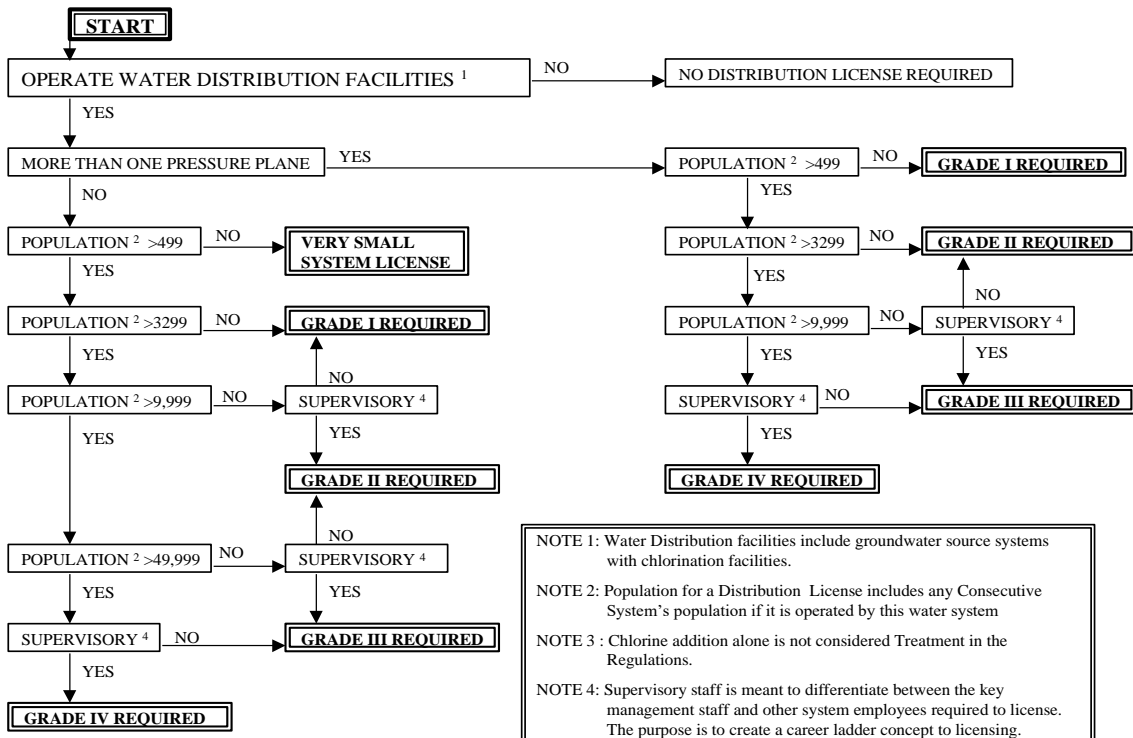 START
OPERATE WATER DISTRIBUTION FACILITIES 1
NO
NO DISTRIBUTION LICENSE REQUIRED
YES
MORE THAN ONE PRESSURE PLANE
YES
NO
POPULATION 2 >499
NO
VERY SMALL
SYSTEM LICENSE
YES
POPULATION 2 >3299
NO
GRADE I REQUIRED
YES
POPULATION 2 >9,999
NO
SUPERVISORY 4
NO
YES
GRADE II REQUIRED
YES
POPULATION 2 >49,999
NO
SUPERVISORY 4
NO
YES
GRADE III REQUIRED
YES
SUPERVISORY 4
NO
YES
GRADE IV REQUIRED
POPULATION 2 >499
NO
GRADE I REQUIRED
YES
POPULATION 2 >3299
NO
GRADE II REQUIRED
YES
NO
POPULATION 2 >9,999
NO
SUPERVISORY 4
YES
YES
SUPERVISORY 4
NO
GRADE III REQUIRED
YES
GRADE IV REQUIRED
NOTE 1: Water Distribution facilities include groundwater source systems
with chlorination facilities.
NOTE 2: Population for a Distribution License includes any Consecutive
System's population if it is operated by this water system
NOTE 3 : Chlorine addition alone is not considered Treatment in the
Regulations.
NOTE 4: Supervisory staff is meant to differentiate between the key
management staff and other system employees required to license.
The purpose is to create a career ladder concept to licensing.